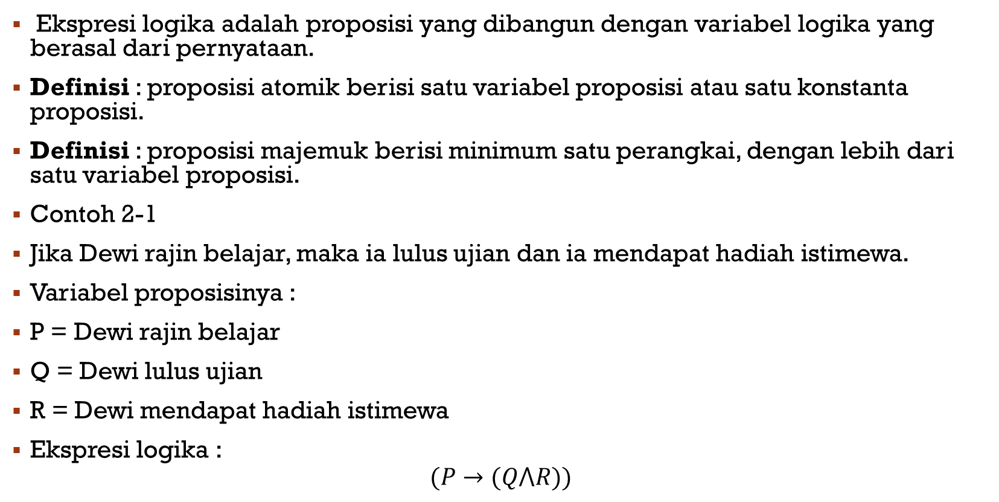 ▪ Ekspresi logika adalah proposisi yang dibangun dengan variabel logika yang
berasal dari pernyataan.
▪ Definisi : proposisi atomik berisi satu variabel proposisi atau satu konstanta
proposisi.
▪ Definisi : proposisi majemuk berisi minimum satu perangkai, dengan lebih dari
satu variabel proposisi.
▪ Contoh 2-1
▪ Jika Dewi rajin belajar, maka ia lulus ujian dan ia mendapat hadiah istimewa.
▪ Variabel proposisinya :
▪ P = Dewi rajin belajar
▪ Q = Dewi lulus ujian
▪ R = Dewi mendapat hadiah istimewa
▪ Ekspresi logika :
(P → (Q⋀R))